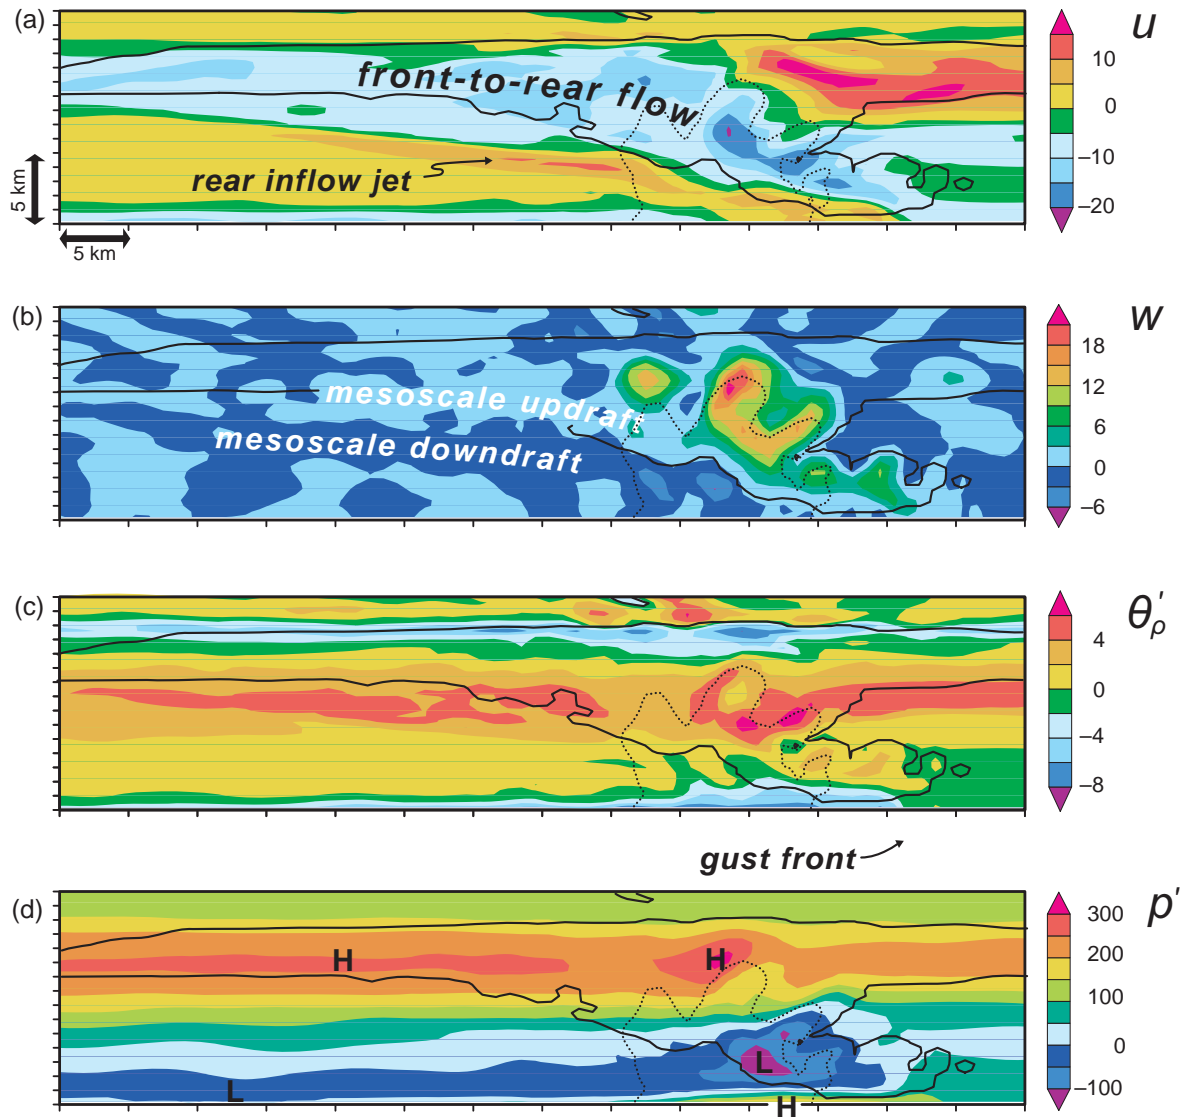 (a)
u
front-to-rear flow
rear inflow jet
5 km
5 km
10
0
–10
–20
(b)
w
mesoscale updraft
mesoscale downdraft
18
12
6
0
–6
(c)
θ'ρ
4
0
–4
–8
gust front
(d)
p'
H
H
L
L
H
300
200
100
0
–100